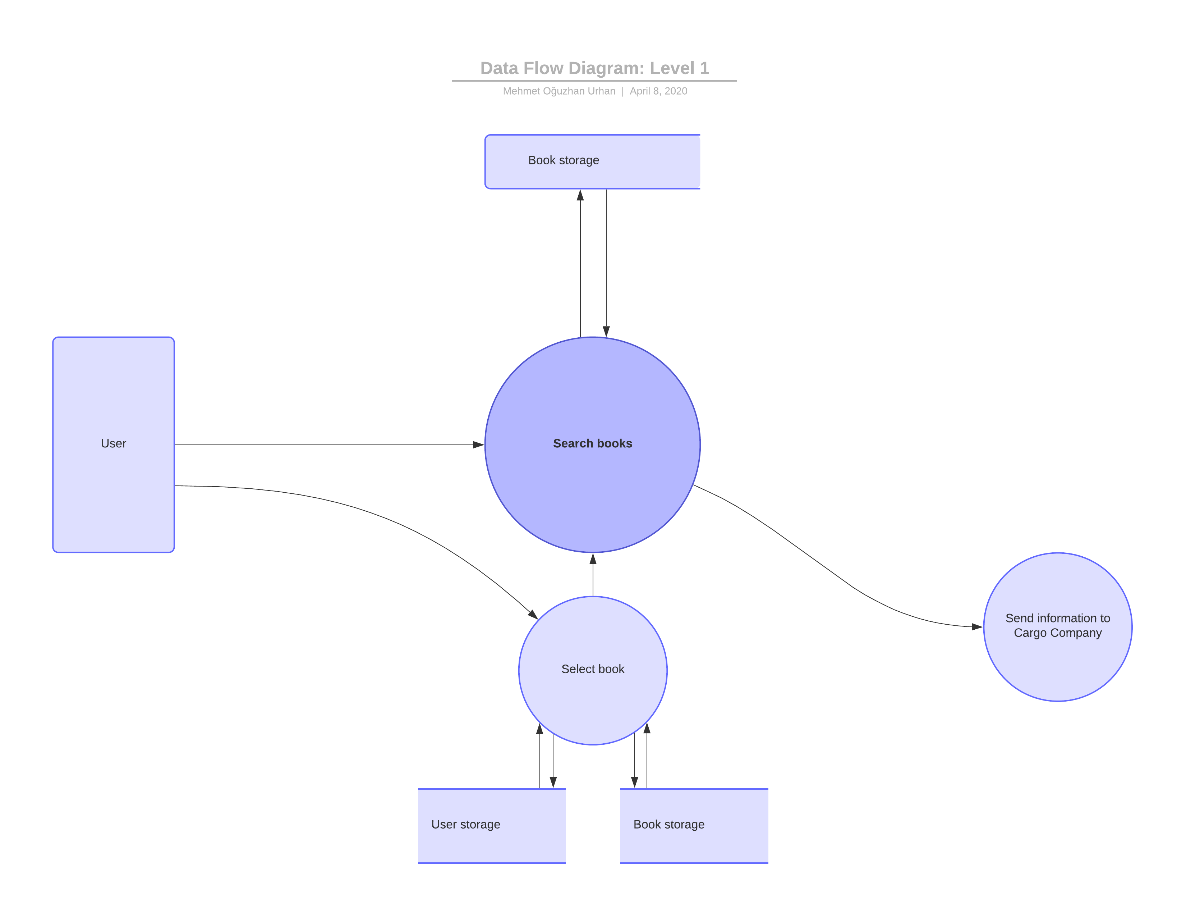 Data Flow Diagram: Level 1
Mehmet Oğuzhan Urhan | April 8, 2020
Book storage
User
Search books
Send information to
Cargo Company
Select book
User storage
Book storage